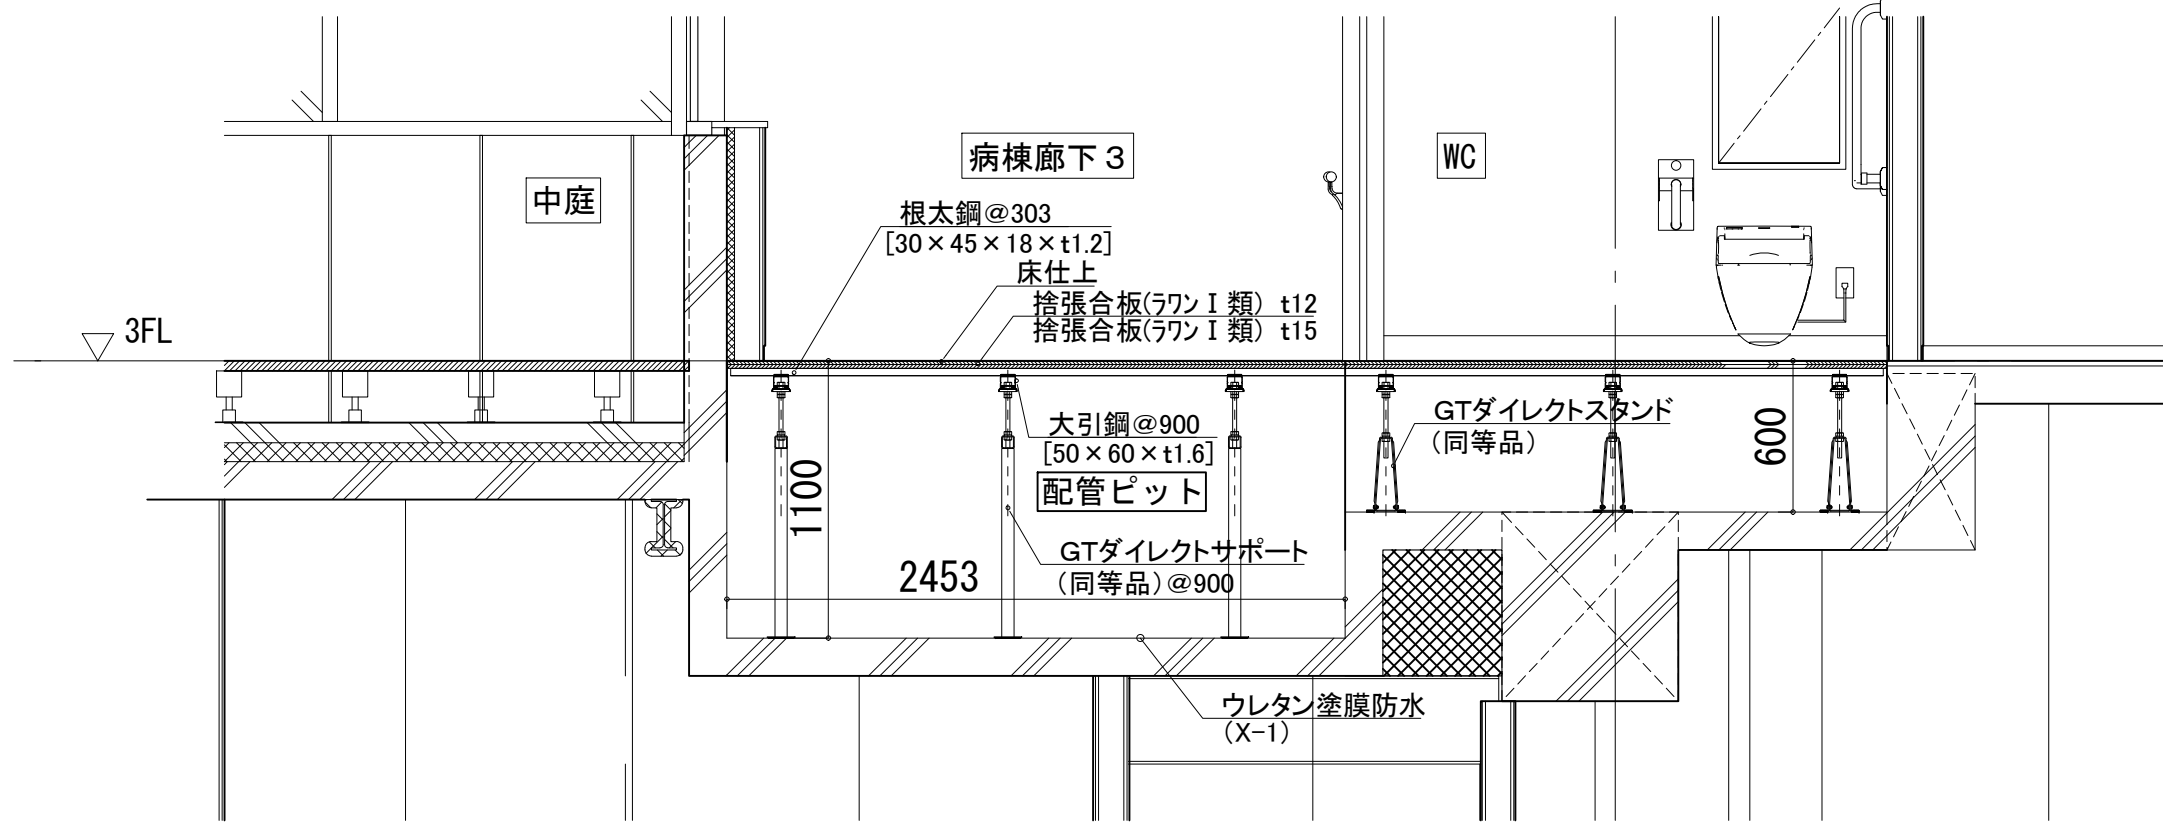 病棟廊下３
WC
中庭
根太鋼＠303
[30×45×18×t1.2]
床仕上
捨張合板(ﾗﾜﾝⅠ類) t12
捨張合板(ﾗﾜﾝⅠ類) t15
3FL
大引鋼＠900
[50×60×t1.6]
配管ピット
GTダイレクトスタンド
(同等品)
600
1100
GTダイレクトサポート
(同等品)＠900
2453
ウレタン塗膜防水
(X-1)